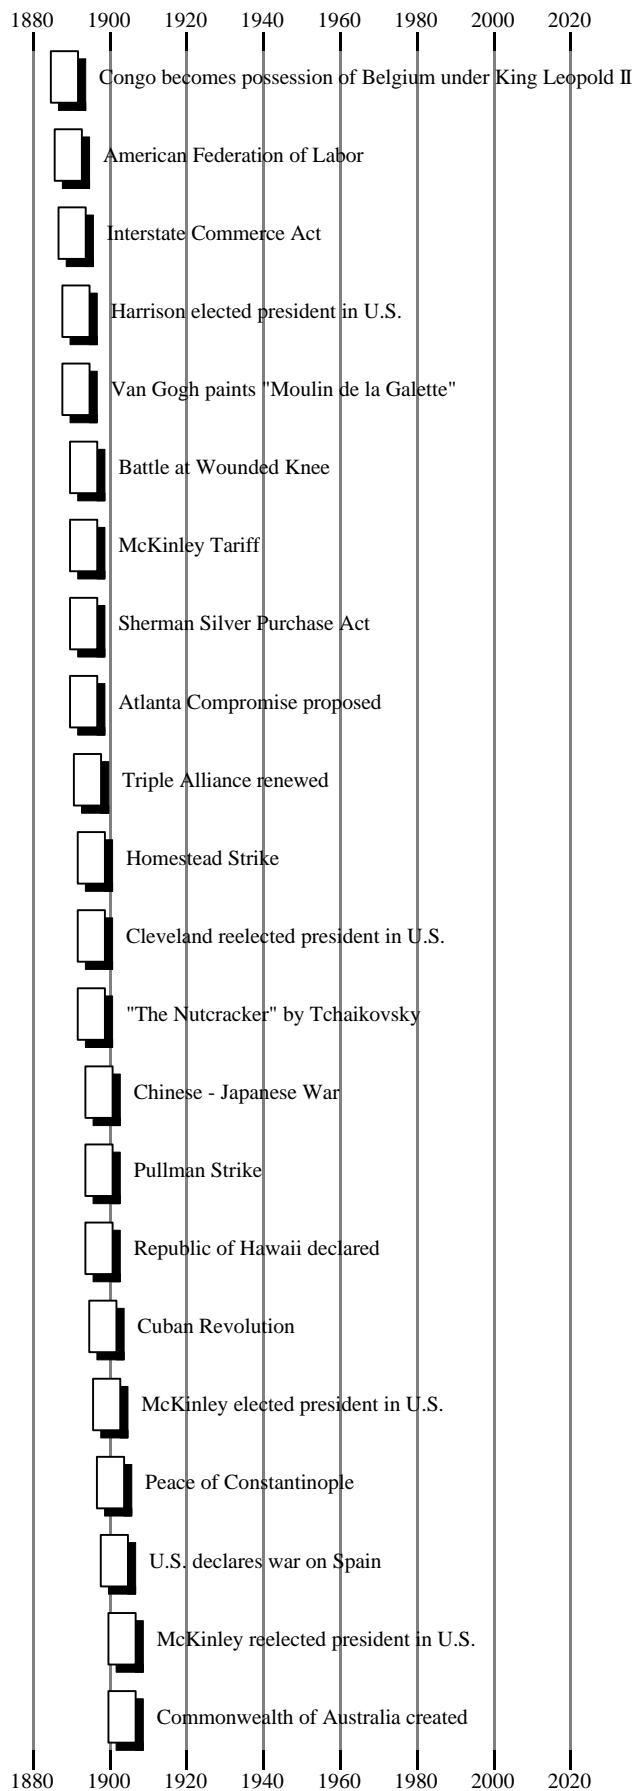 1880 1900 1920 1940 1960 1980 2000 2020
Congo becomes possession of Belgium under King Leopold II
American Federation of Labor
Interstate Commerce Act
Harrison elected president in U.S.
Van Gogh paints "Moulin de la Galette"
Battle at Wounded Knee
McKinley Tariff
Sherman Silver Purchase Act
Atlanta Compromise proposed
Triple Alliance renewed
Homestead Strike
Cleveland reelected president in U.S.
"The Nutcracker" by Tchaikovsky
Chinese - Japanese War
Pullman Strike
Republic of Hawaii declared
Cuban Revolution
McKinley elected president in U.S.
Peace of Constantinople
U.S. declares war on Spain
McKinley reelected president in U.S.
Commonwealth of Australia created
1880 1900 1920 1940 1960 1980 2000 2020